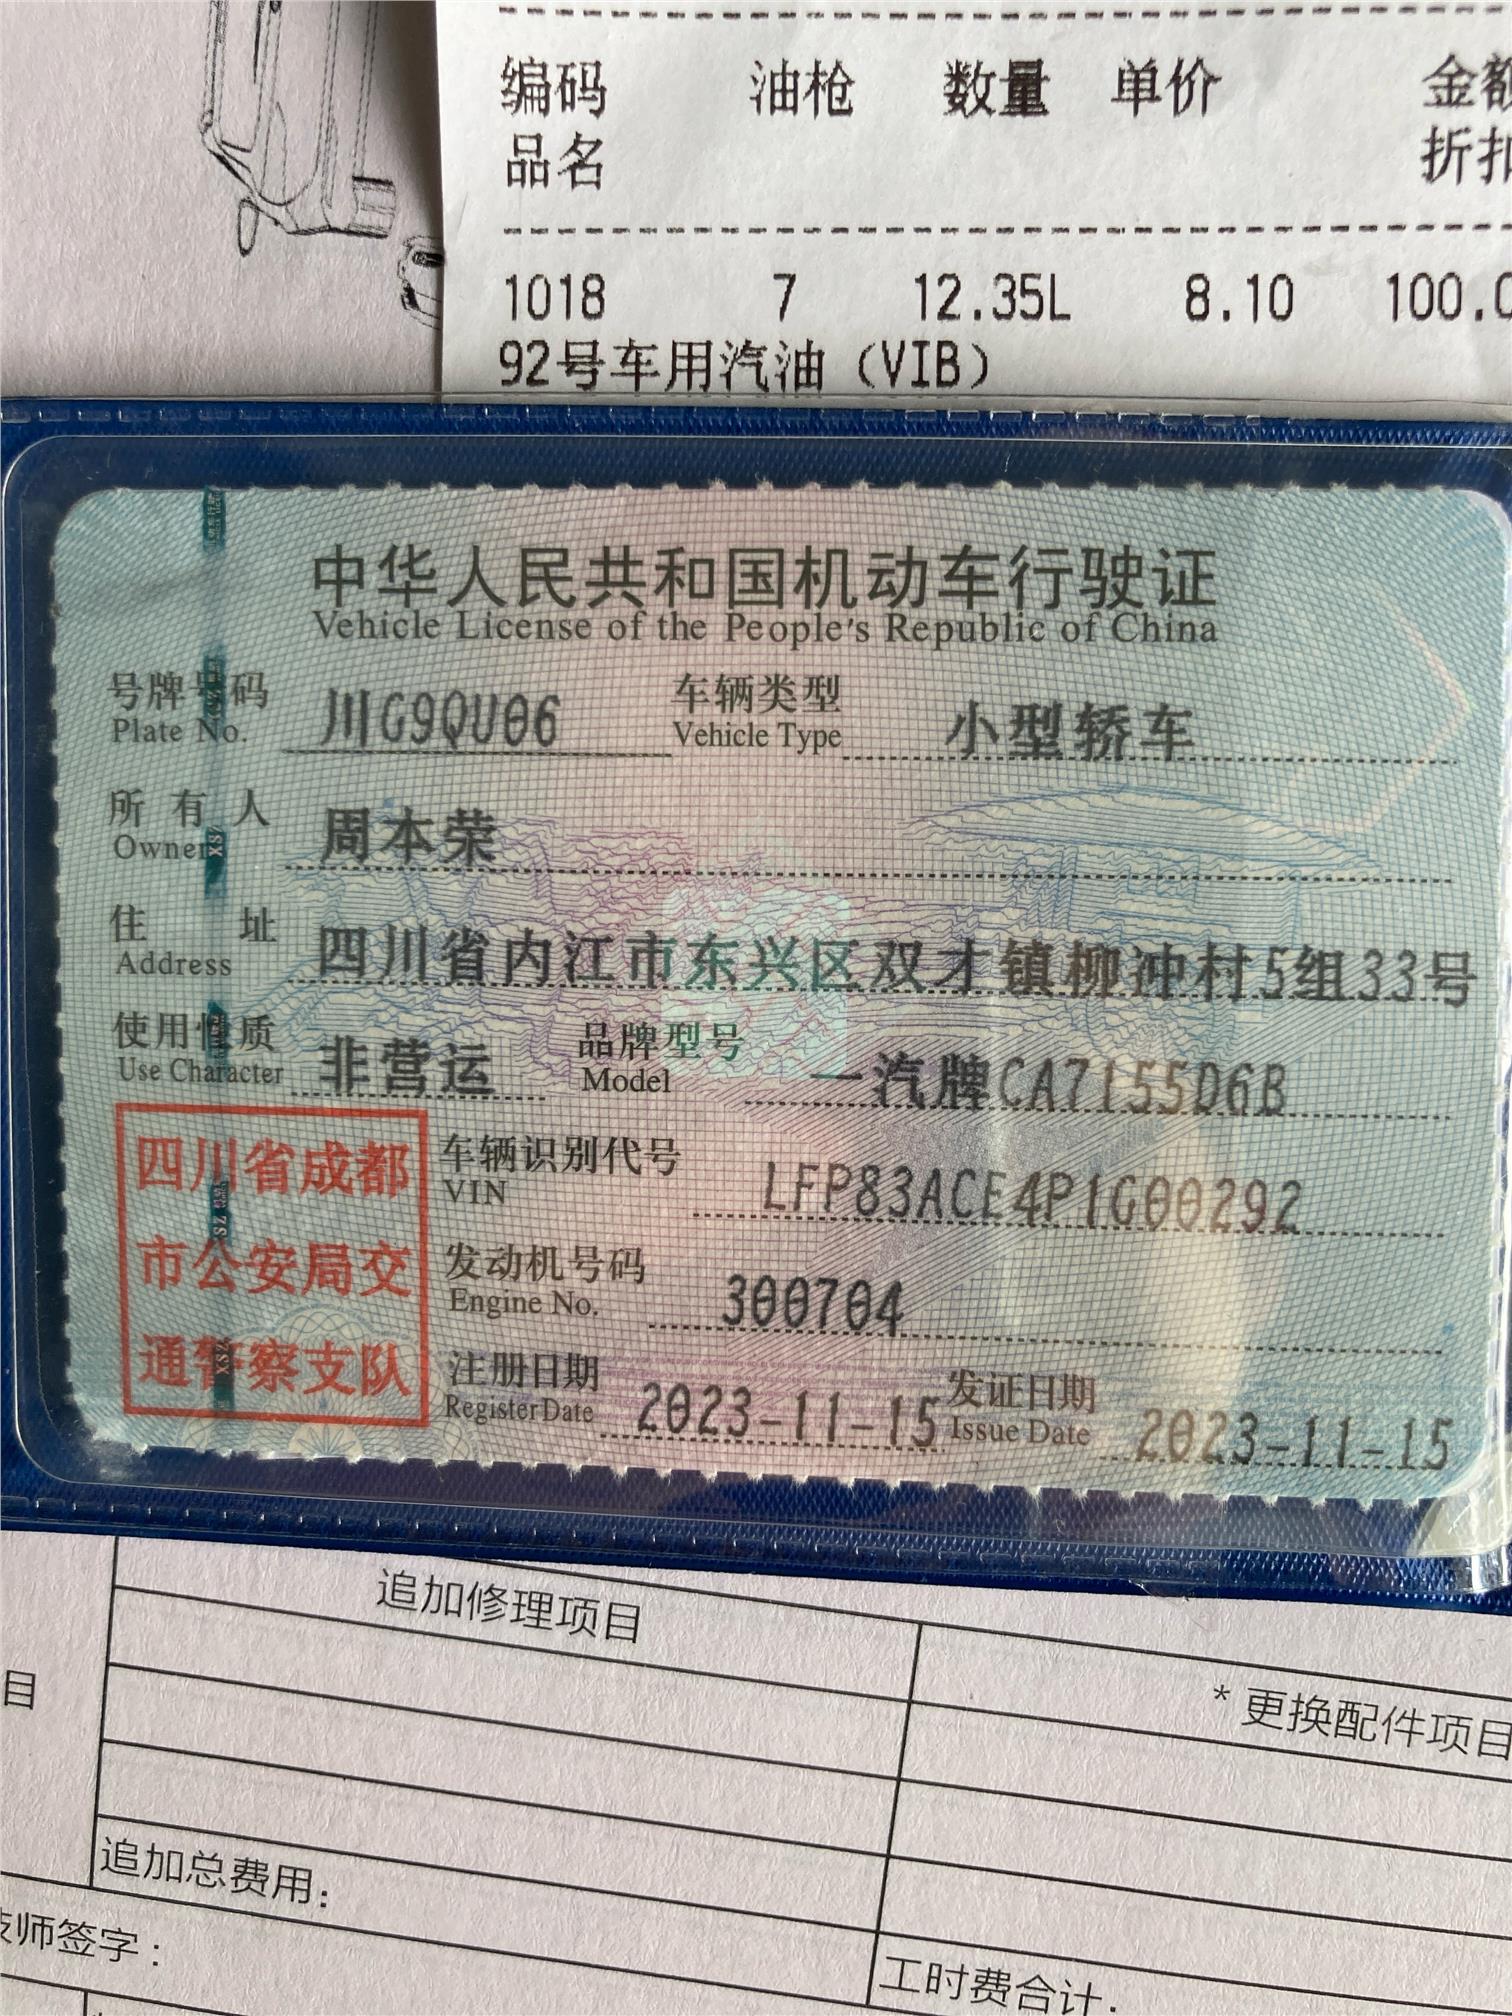 编码 油枪 数量 单价 金额
品名 折扣
1018 7 12.35L 8.10 100.0
92号车用汽油（VIB）
中华人民共和国机动车行驶证
Vehicle License of the People's Republic of China
号牌号码 川G9QU06 车辆类型 小型轿车
Plate No. Vehicle Type
所有人 周本荣
Owner
住址 四川省内江市东兴区双才镇柳冲村5组33号
Address
使用性质 非营运 品牌型号 一汽牌CA7155D6B
Use Character Model
四川省成都
市公安局交
通警察支队
车辆识别代号 LFP83ACE4P1G00292
VIN
发动机号码 300704
Engine No.
注册日期 2023-11-15 发证日期 2023-11-15
Register Date Issue Date
追加修理项目
目 *更换配件项目
追加总费用：
技师签字：
工时费合计：